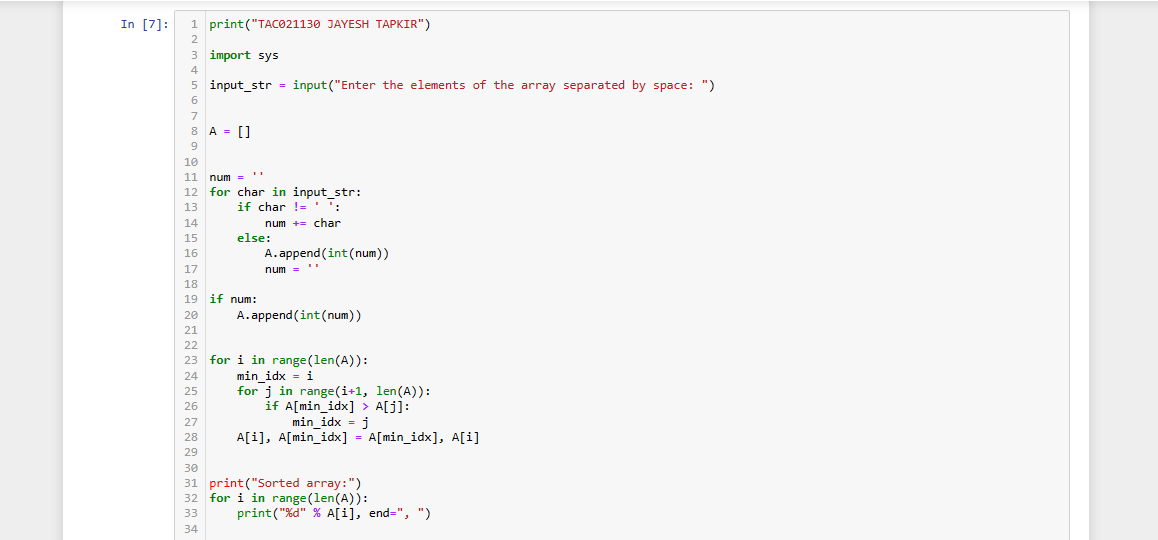 In [7]:
1 print("TAC021130 JAYESH TAPKIR")
2
3 import sys
4
5 input_str = input("Enter the elements of the array separated by space: ")
6
7
8 A = []
9
10
11 num = ''
12 for char in input_str:
13     if char != ' ':
14         num += char
15     else:
16         A.append(int(num))
17         num = ''
18
19 if num:
20     A.append(int(num))
21
22
23 for i in range(len(A)):
24     min_idx = i
25     for j in range(i+1, len(A)):
26         if A[min_idx] > A[j]:
27             min_idx = j
28     A[i], A[min_idx] = A[min_idx], A[i]
29
30
31 print("Sorted array:")
32 for i in range(len(A)):
33     print("%d" % A[i], end=", ")
34